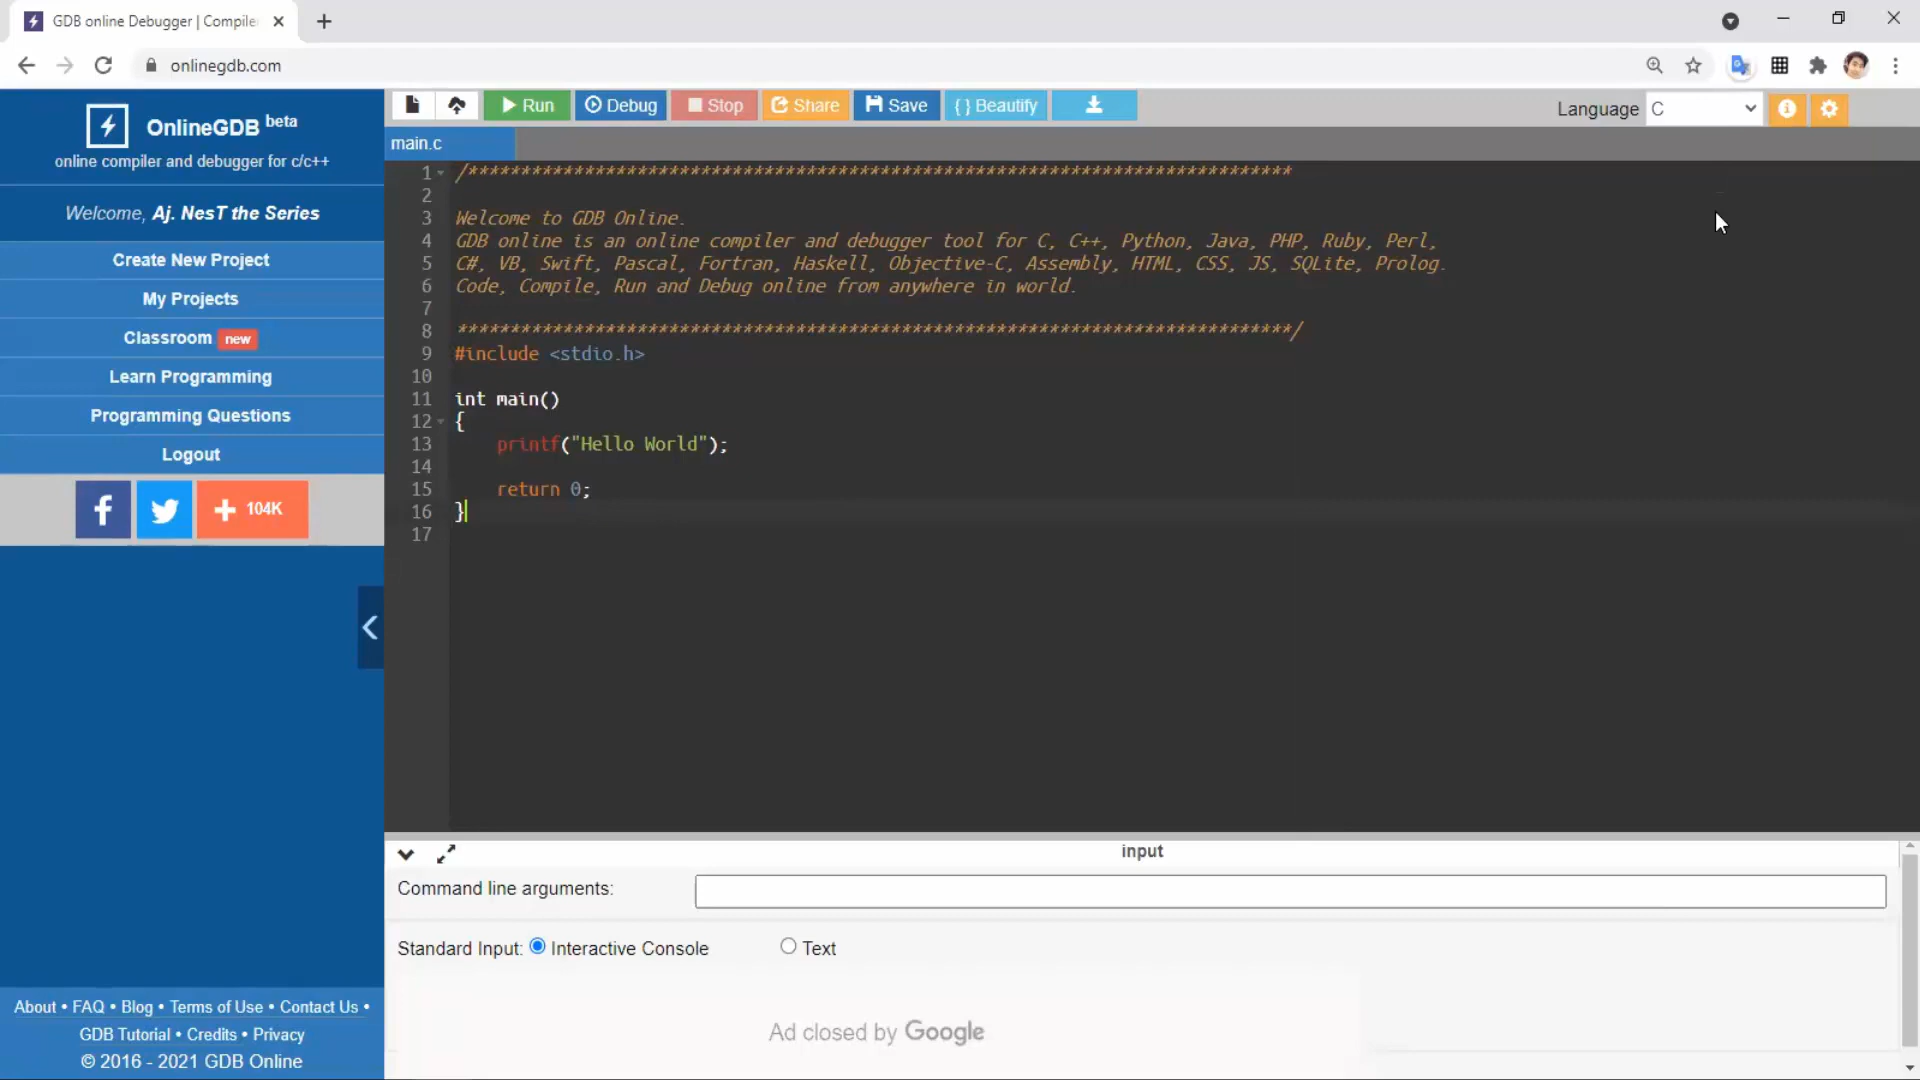 GDB online Debugger | Compile
onlinegdb.com
OnlineGDB beta
online compiler and debugger for c/c++
Welcome, Aj. NesT the Series
Create New Project
My Projects
Classroom new
Learn Programming
Programming Questions
Logout
f + 104K
About • FAQ • Blog • Terms of Use • Contact Us •
GDB Tutorial • Credits • Privacy
© 2016 - 2021 GDB Online
Run Debug Stop Share Save { } Beautify Language C
main.c
1 /******************************************************************************
2
3 Welcome to GDB Online.
4 GDB online is an online compiler and debugger tool for C, C++, Python, Java, PHP, Ruby, Perl,
5 C#, VB, Swift, Pascal, Fortran, Haskell, Objective-C, Assembly, HTML, CSS, JS, SQLite, Prolog.
6 Code, Compile, Run and Debug online from anywhere in world.
7
8 *******************************************************************************/
9 #include <stdio.h>
10
11 int main()
12 {
13 printf("Hello World");
14
15 return 0;
16 }
17
input
Command line arguments:
Standard Input: Interactive Console Text
Ad closed by Google